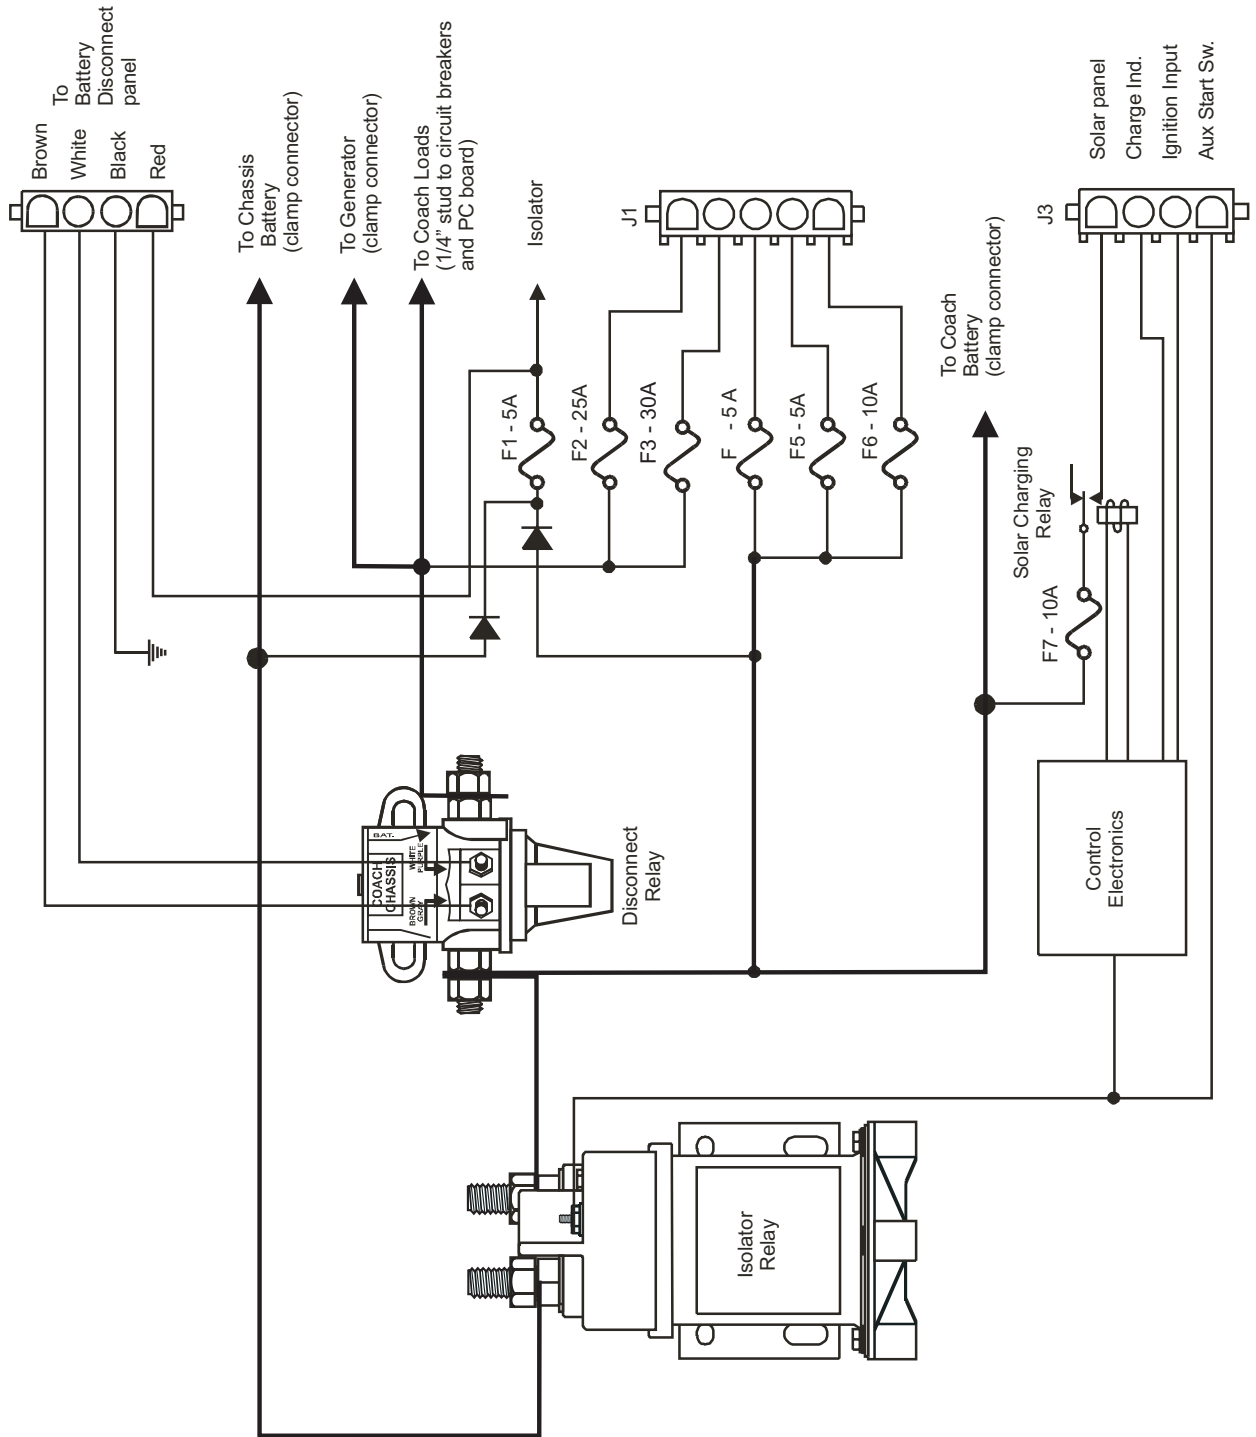 Brown
White
Black
Red
To
Battery
Disconnect
panel
To Chassis
Battery
(clamp connector)
To Generator
(clamp connector)
To Coach Loads
(1/4" stud to circuit breakers
and PC board)
Isolator
J1
F1 - 5A
F2 - 25A
F3 - 30A
F - 5 A
F5 - 5A
F6 - 10A
To Coach
Battery
(clamp connector)
J3
Solar panel
Charge Ind.
Ignition Input
Aux Start Sw.
Solar Charging
Relay
F7 - 10A
BAT.
COACH
CHASSIS
WHITE
PURPLE
BROWN
GRAY
Disconnect
Relay
Control
Electronics
Isolator
Relay